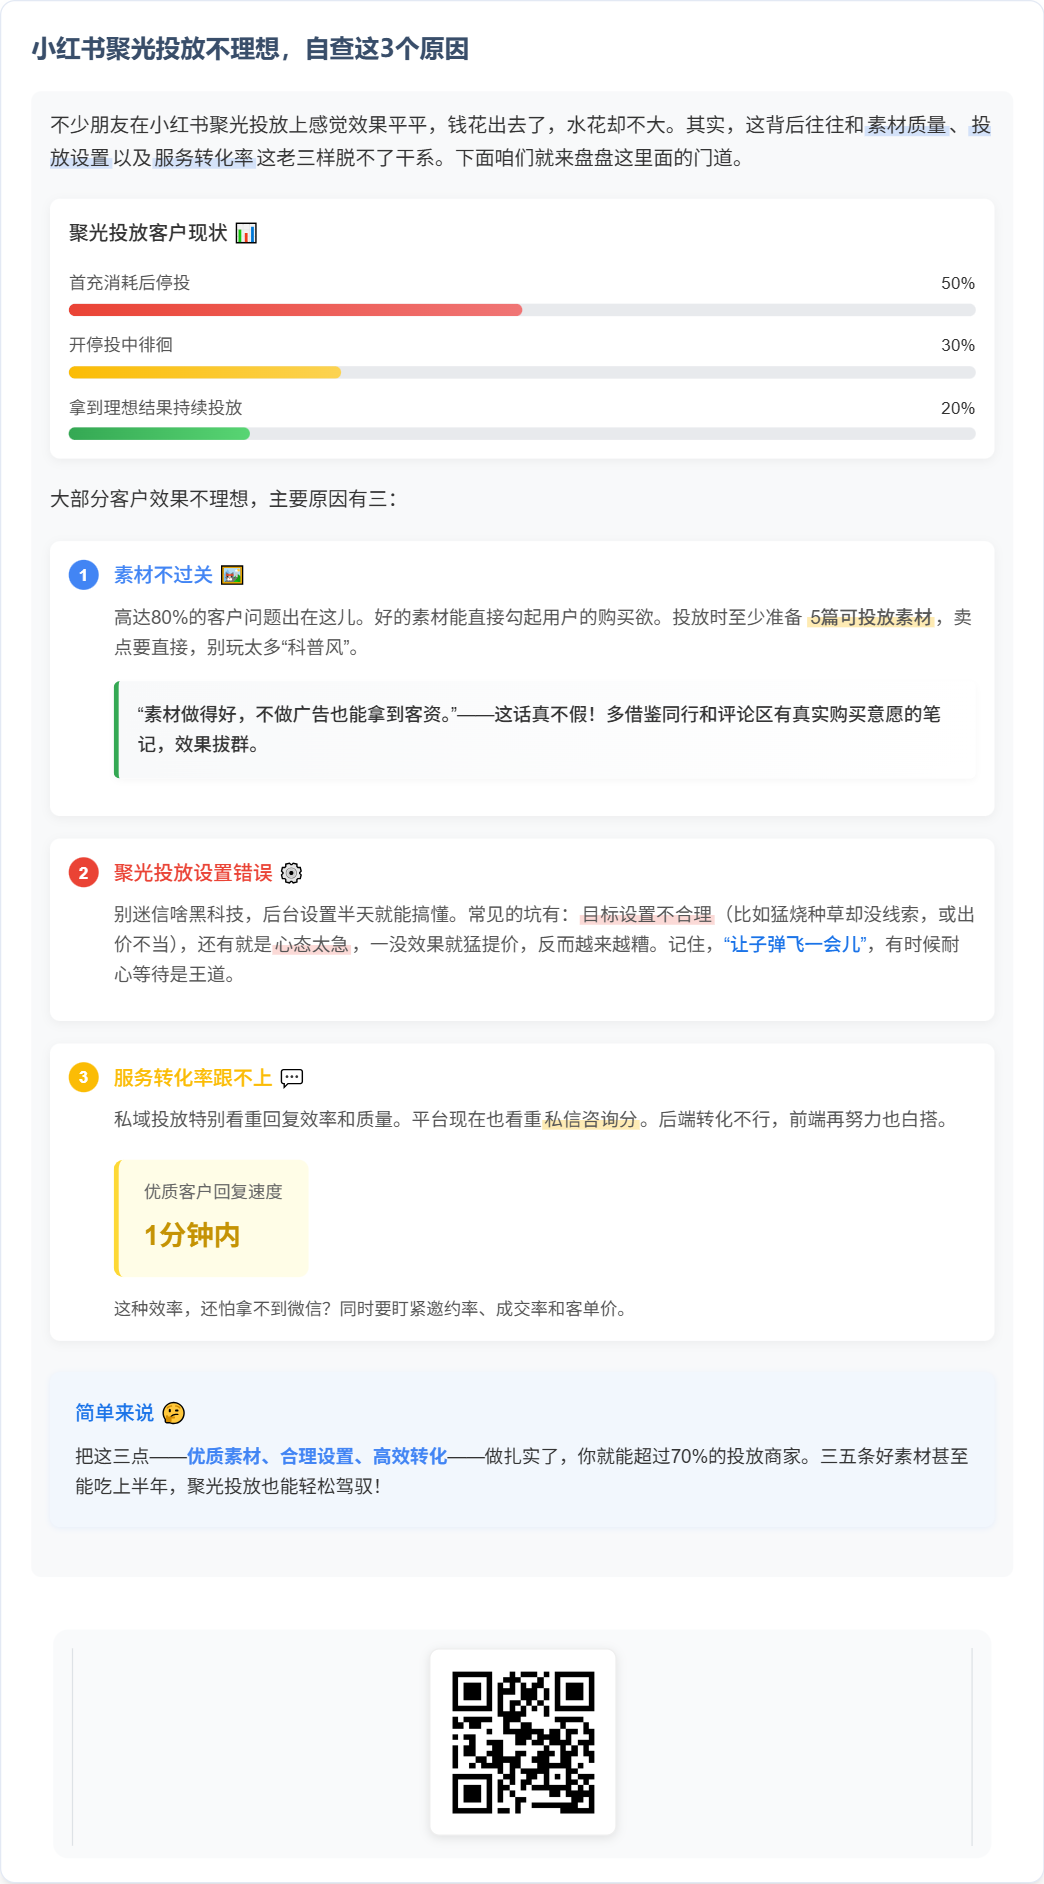 小红书聚光投放不理想，自查这3个原因
不少朋友在小红书聚光投放上感觉效果平平，钱花出去了，水花却不大。其实，这背后往往和素材质量、投
放设置以及服务转化率这老三样脱不了干系。下面咱们就来盘盘这里面的门道。
聚光投放客户现状 📊
首充消耗后停投 50%
开停投中徘徊 30%
拿到理想结果持续投放 20%
大部分客户效果不理想，主要原因有三：
1 素材不过关 🖼️
高达80%的客户问题出在这儿。好的素材能直接勾起用户的购买欲。投放时至少准备 5篇可投放素材，卖
点要直接，别玩太多“科普风”。
“素材做得好，不做广告也能拿到客资。”——这话真不假！多借鉴同行和评论区有真实购买意愿的笔
记，效果拔群。
2 聚光投放设置错误 ⚙️
别迷信啥黑科技，后台设置半天就能搞懂。常见的坑有：目标设置不合理（比如猛烧种草却没线索，或出
价不当），还有就是心态太急，一没效果就猛提价，反而越来越糟。记住，“让子弹飞一会儿”，有时候耐
心等待是王道。
3 服务转化率跟不上 💬
私域投放特别看重回复效率和质量。平台现在也看重私信咨询分。后端转化不行，前端再努力也白搭。
优质客户回复速度
1分钟内
这种效率，还怕拿不到微信？同时要盯紧邀约率、成交率和客单价。
简单来说 🤔
把这三点——优质素材、合理设置、高效转化——做扎实了，你就能超过70%的投放商家。三五条好素材甚至
能吃上半年，聚光投放也能轻松驾驭！